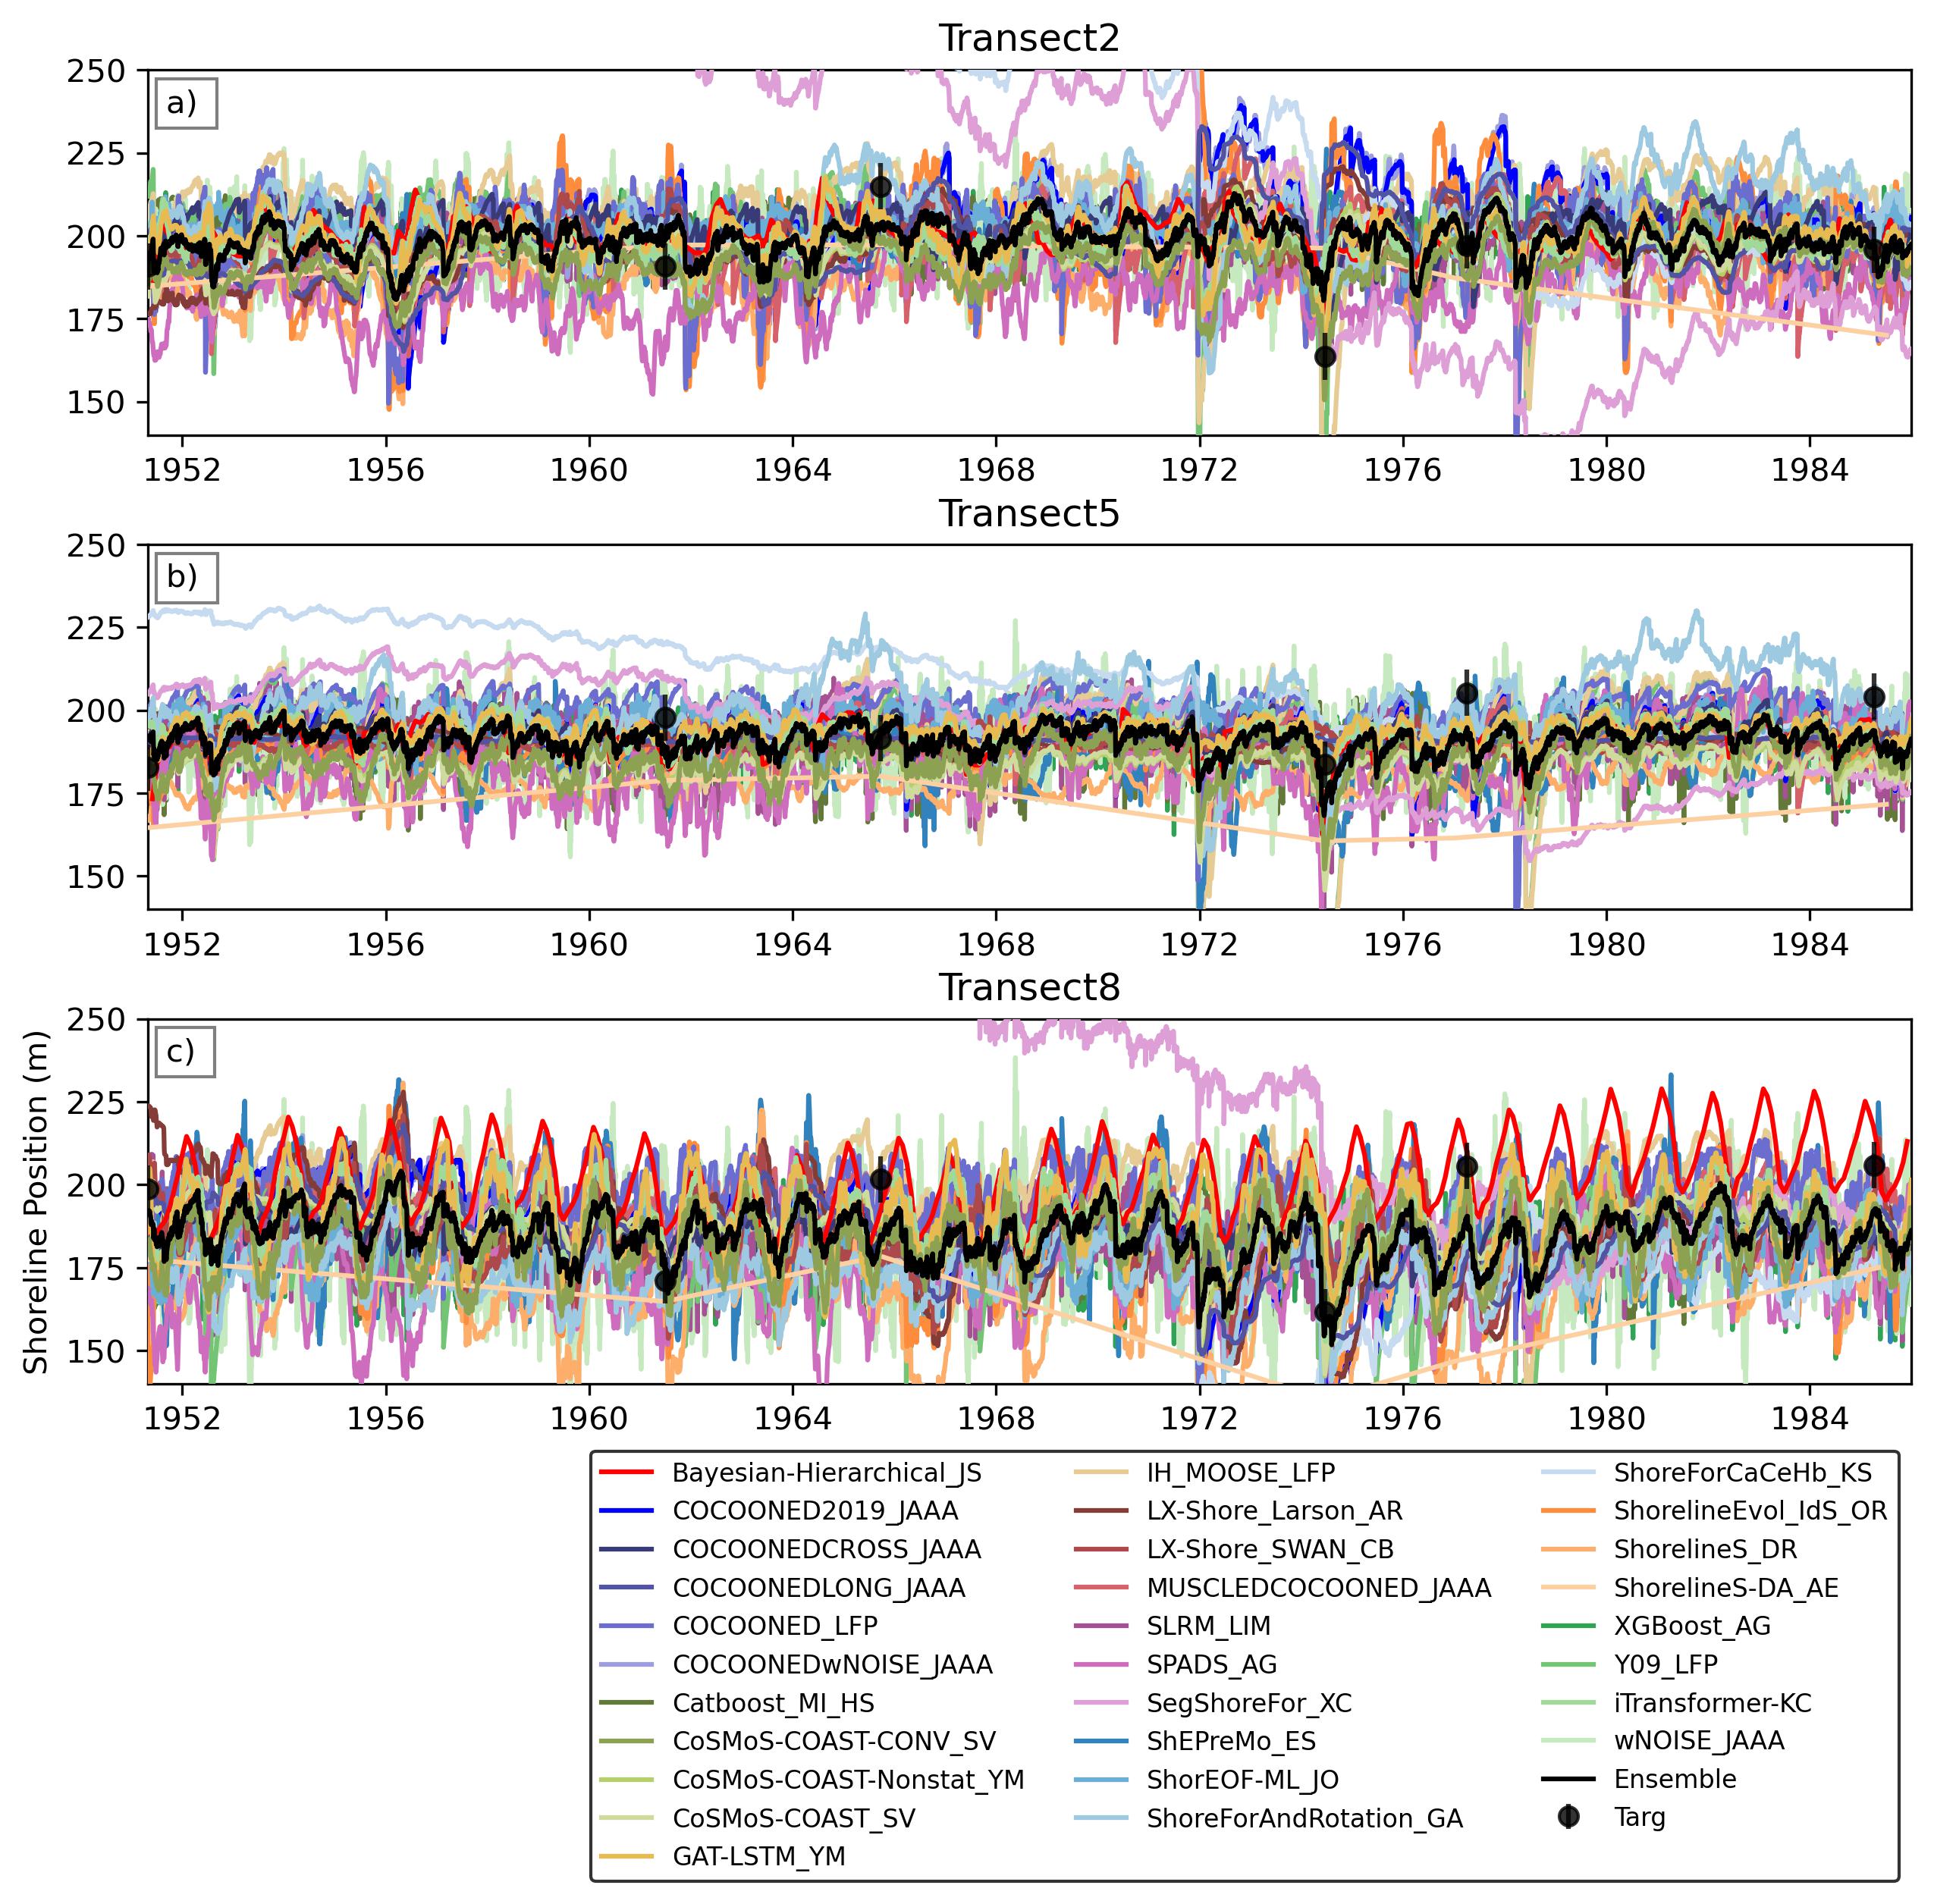 Transect2
a)
250
225
200
175
150
1952 1956 1960 1964 1968 1972 1976 1980 1984
Transect5
b)
250
225
200
175
150
1952 1956 1960 1964 1968 1972 1976 1980 1984
Transect8
c)
Shoreline Position (m)
250
225
200
175
150
1952 1956 1960 1964 1968 1972 1976 1980 1984
Bayesian-Hierarchical_JS
COCOONED2019_JAAA
COCOONEDCROSS_JAAA
COCOONEDLONG_JAAA
COCOONED_LFP
COCOONEDwNOISE_JAAA
Catboost_MI_HS
CoSMoS-COAST-CONV_SV
CoSMoS-COAST-Nonstat_YM
CoSMoS-COAST_SV
GAT-LSTM_YM
IH_MOOSE_LFP
LX-Shore_Larson_AR
LX-Shore_SWAN_CB
MUSCLEDCOCOONED_JAAA
SLRM_LIM
SPADS_AG
SegShoreFor_XC
ShEPreMo_ES
ShorEOF-ML_JO
ShoreForAndRotation_GA
ShoreForCaCeHb_KS
ShorelineEvol_IdS_OR
ShorelineS_DR
ShorelineS-DA_AE
XGBoost_AG
Y09_LFP
iTransformer-KC
wNOISE_JAAA
Ensemble
Targ